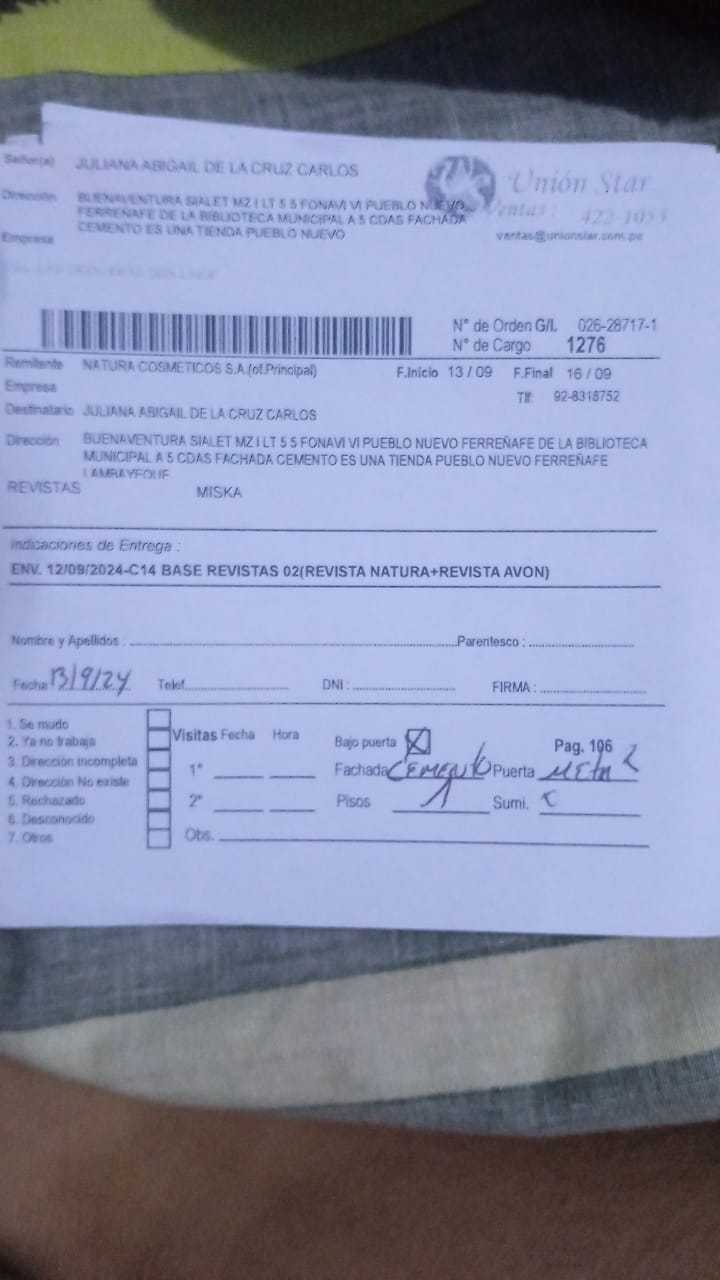 Señor(a) JULIANA ABIGAIL DE LA CRUZ CARLOS
Unión Star
Dirección BUENAVENTURA SIALET MZ I LT 5 5 FONAVI VI PUEBLO NUEVO
FERREÑAFE DE LA BIBLIOTECA MUNICIPAL A 5 CDAS FACHADA
Ventas: 422-1053
Empresa CEMENTO ES UNA TIENDA PUEBLO NUEVO
ventas@unionstar.com.pe
N° de Orden G/L 026-28717-1
N° de Cargo 1276
Remitente NATURA COSMETICOS S.A.(of.Principal) F.Inicio 13 / 09 F.Final 16 / 09
Empresa
Tlf: 92-8318752
Destinatario JULIANA ABIGAIL DE LA CRUZ CARLOS
Dirección BUENAVENTURA SIALET MZ I LT 5 5 FONAVI VI PUEBLO NUEVO FERREÑAFE DE LA BIBLIOTECA
MUNICIPAL A 5 CDAS FACHADA CEMENTO ES UNA TIENDA PUEBLO NUEVO FERREÑAFE
LAMBAYEQUE
REVISTAS MISKA
Indicaciones de Entrega :
ENV. 12/09/2024-C14 BASE REVISTAS 02(REVISTA NATURA+REVISTA AVON)
Nombre y Apellidos : Parentesco :
Fecha 13/9/24 Telef. DNI : FIRMA :
1. Se mudo
2. Ya no trabaja
3. Dirección incompleta
4. Dirección No existe
5. Rechazado
6. Desconocido
7. Otros
Visitas Fecha Hora
1°
2°
Obs.
Bajo puerta X Pag. 106
Fachada CEMENTO Puerta METAL
Pisos 1 Sumi.